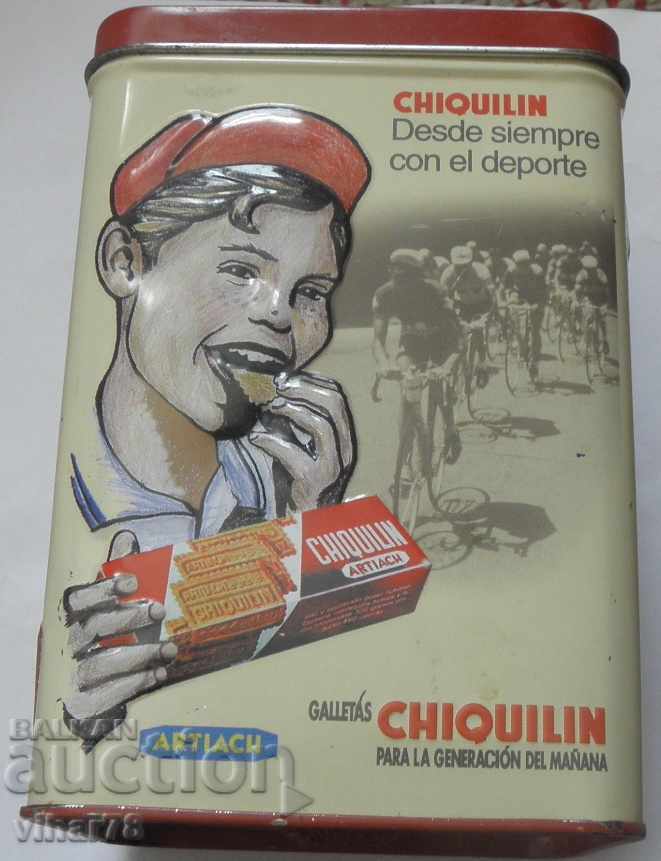 CHIQUILIN
Desde siempre
con el deporte
CHIQUILIN
ARTIACH
CHIQUILIN
GALLETAS CHIQUILIN
PARA LA GENERACIÓN DEL MAÑANA
ARTIACH
BALKAN
auction
vihar78